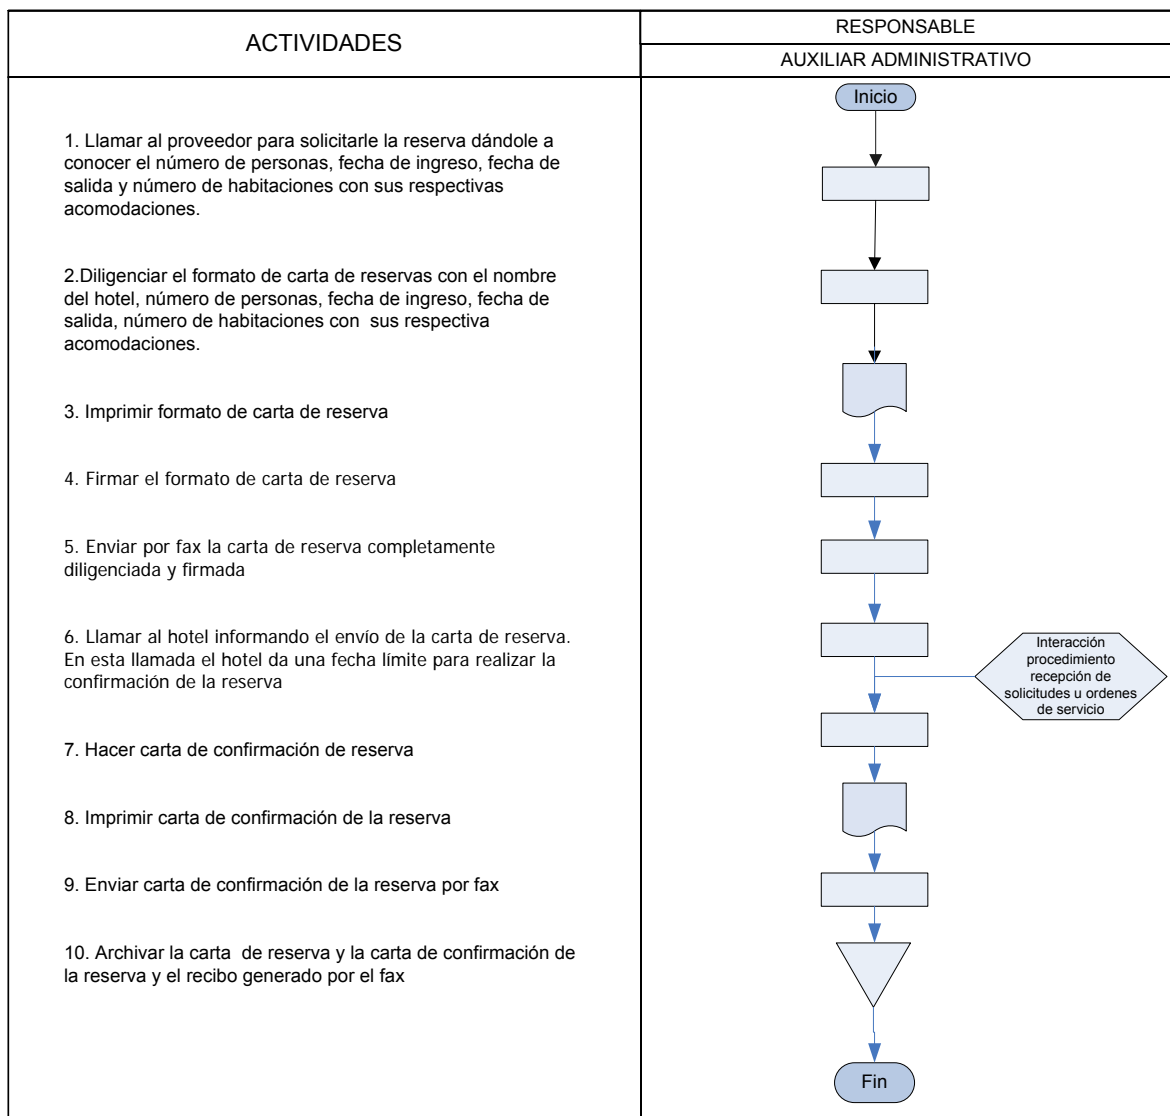 ACTIVIDADES
RESPONSABLE
AUXILIAR ADMINISTRATIVO
Inicio
1. Llamar al proveedor para solicitarle la reserva dándole a
conocer el número de personas, fecha de ingreso, fecha de
salida y número de habitaciones con sus respectivas
acomodaciones.
2.Diligenciar el formato de carta de reservas con el nombre
del hotel, número de personas, fecha de ingreso, fecha de
salida, número de habitaciones con sus respectiva
acomodaciones.
3. Imprimir formato de carta de reserva
4. Firmar el formato de carta de reserva
5. Enviar por fax la carta de reserva completamente
diligenciada y firmada
6. Llamar al hotel informando el envío de la carta de reserva.
En esta llamada el hotel da una fecha límite para realizar la
confirmación de la reserva
Interacción
procedimiento
recepción de
solicitudes u ordenes
de servicio
7. Hacer carta de confirmación de reserva
8. Imprimir carta de confirmación de la reserva
9. Enviar carta de confirmación de la reserva por fax
10. Archivar la carta de reserva y la carta de confirmación de
la reserva y el recibo generado por el fax
Fin